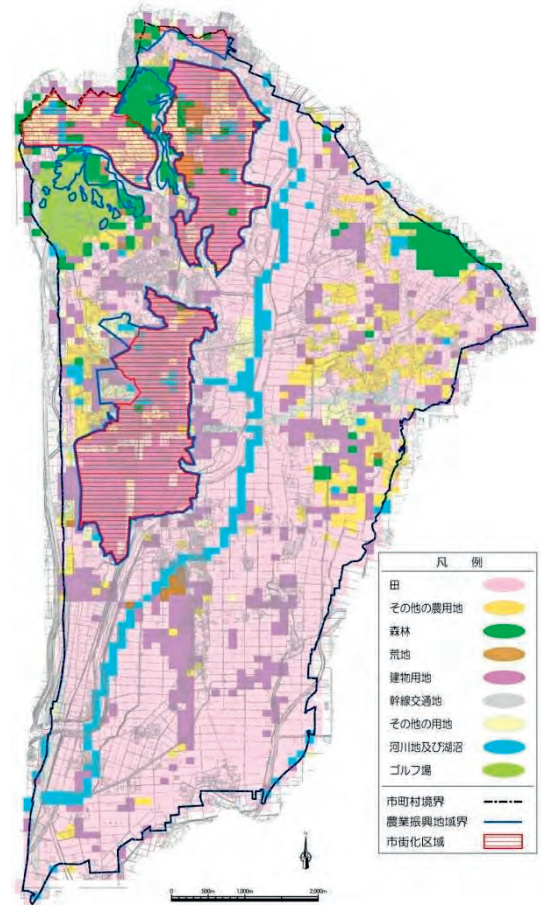 凡 例
田
その他の農用地
森林
荒地
建物用地
幹線交通地
その他の用地
河川地及び湖沼
ゴルフ場
市町村境界
農業振興地域界
市街化区域
0 500m 1,000m 2,000m